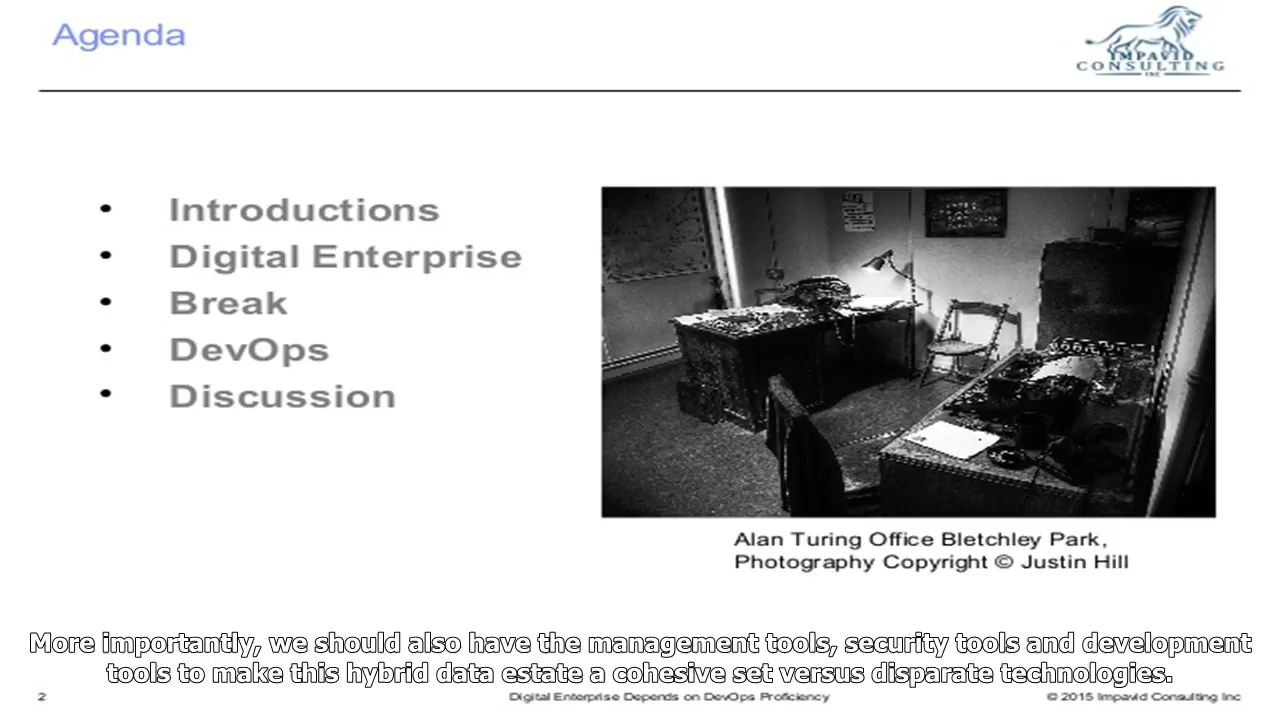 Agenda
IMPAVID
CONSULTING
INC
• Introductions
• Digital Enterprise
• Break
• DevOps
• Discussion
Alan Turing Office Bletchley Park,
Photography Copyright © Justin Hill
More importantly, we should also have the management tools, security tools and development
tools to make this hybrid data estate a cohesive set versus disparate technologies.
2 Digital Enterprise Depends on DevOps Proficiency © 2015 Impavid Consulting Inc